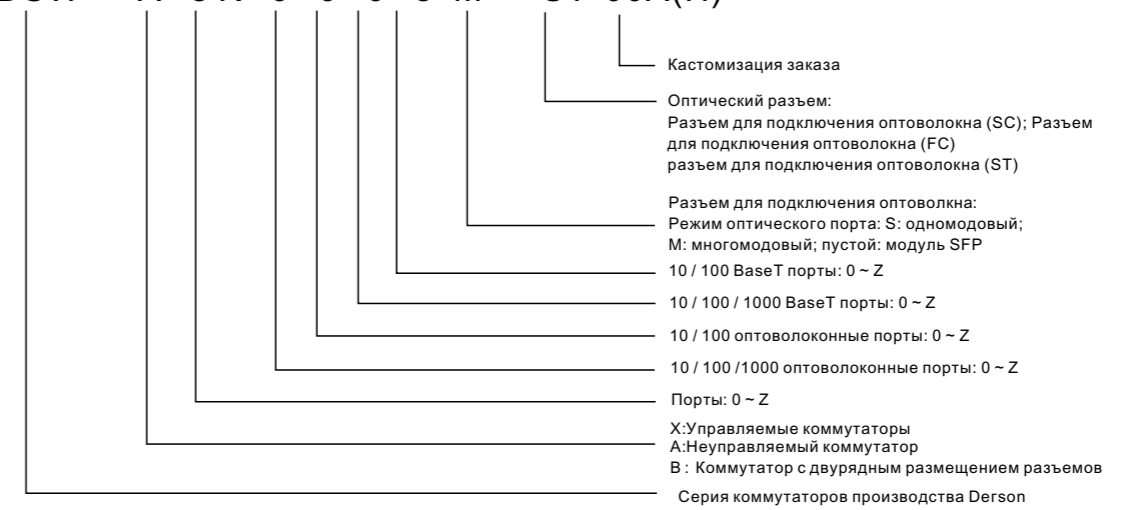 Кастомизация заказа
Оптический разъем:
Разъем для подключения оптоволокна (SC); Разъем
для подключения оптоволокна (FC)
разъем для подключения оптоволокна (ST)
Разъем для подключения оптоволкна:
Режим оптического порта: S: одномодовый;
M: многомодовый; пустой: модуль SFP
10 / 100 BaseT порты: 0 ~ Z
10 / 100 / 1000 BaseT порты: 0 ~ Z
10 / 100 оптоволоконные порты: 0 ~ Z
10 / 100 /1000 оптоволоконные порты: 0 ~ Z
Порты: 0 ~ Z
X:Управляемые коммутаторы
A:Неуправляемый коммутатор
B : Коммутатор с двурядным размещением разъемов
Серия коммутаторов производства Derson